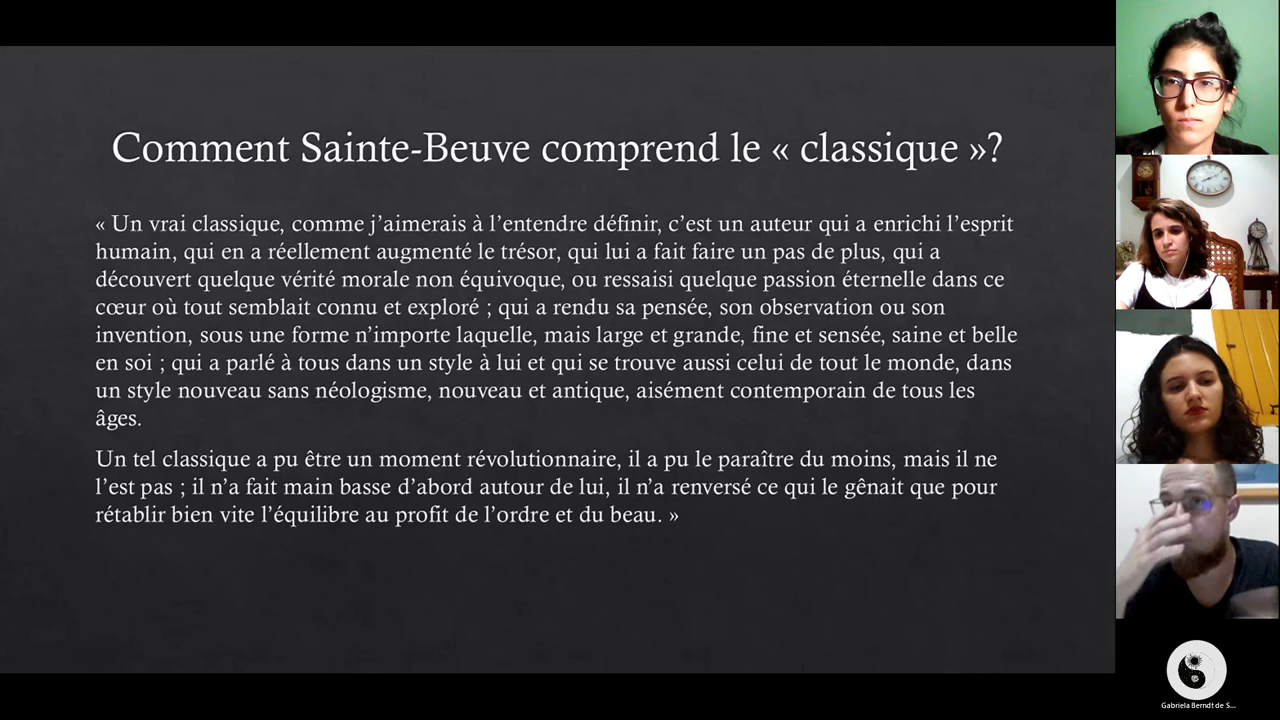 Comment Sainte-Beuve comprend le « classique »?
« Un vrai classique, comme j’aimerais à l’entendre définir, c’est un auteur qui a enrichi l’esprit
humain, qui en a réellement augmenté le trésor, qui lui a fait faire un pas de plus, qui a
découvert quelque vérité morale non équivoque, ou ressaisi quelque passion éternelle dans ce
cœur où tout semblait connu et exploré ; qui a rendu sa pensée, son observation ou son
invention, sous une forme n’importe laquelle, mais large et grande, fine et sensée, saine et belle
en soi ; qui a parlé à tous dans un style à lui et qui se trouve aussi celui de tout le monde, dans
un style nouveau sans néologisme, nouveau et antique, aisément contemporain de tous les
âges.
Un tel classique a pu être un moment révolutionnaire, il a pu le paraître du moins, mais il ne
l’est pas ; il n’a fait main basse d’abord autour de lui, il n’a renversé ce qui le gênait que pour
rétablir bien vite l’équilibre au profit de l’ordre et du beau. »
Gabriela Berndt de S...